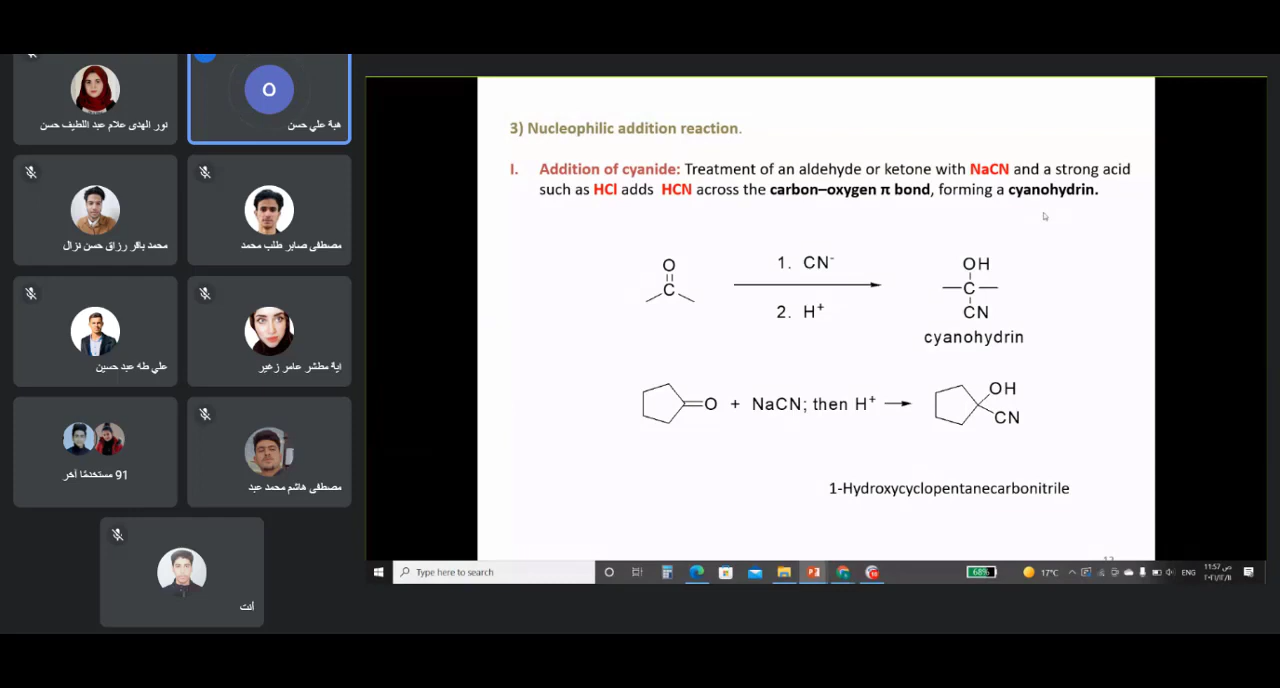 O
هبة علي حسن
نور الهدى علام عبد اللطيف حسن
مصطفى صابر طلب محمد
محمد باقر رزاق حسن نزال
اية مطشر عامر زغير
علي طه عبد حسين
مصطفى هاشم محمد عبد
91 مستخدمًا آخر
أنت
3) Nucleophilic addition reaction.
I. Addition of cyanide: Treatment of an aldehyde or ketone with NaCN and a strong acid
such as HCl adds HCN across the carbon–oxygen π bond, forming a cyanohydrin.
O
C
1. CN⁻
2. H⁺
OH
C
CN
cyanohydrin
O + NaCN; then H⁺
OH
CN
1-Hydroxycyclopentanecarbonitrile
Type here to search
68%
17°C
ENG
11:57 ص